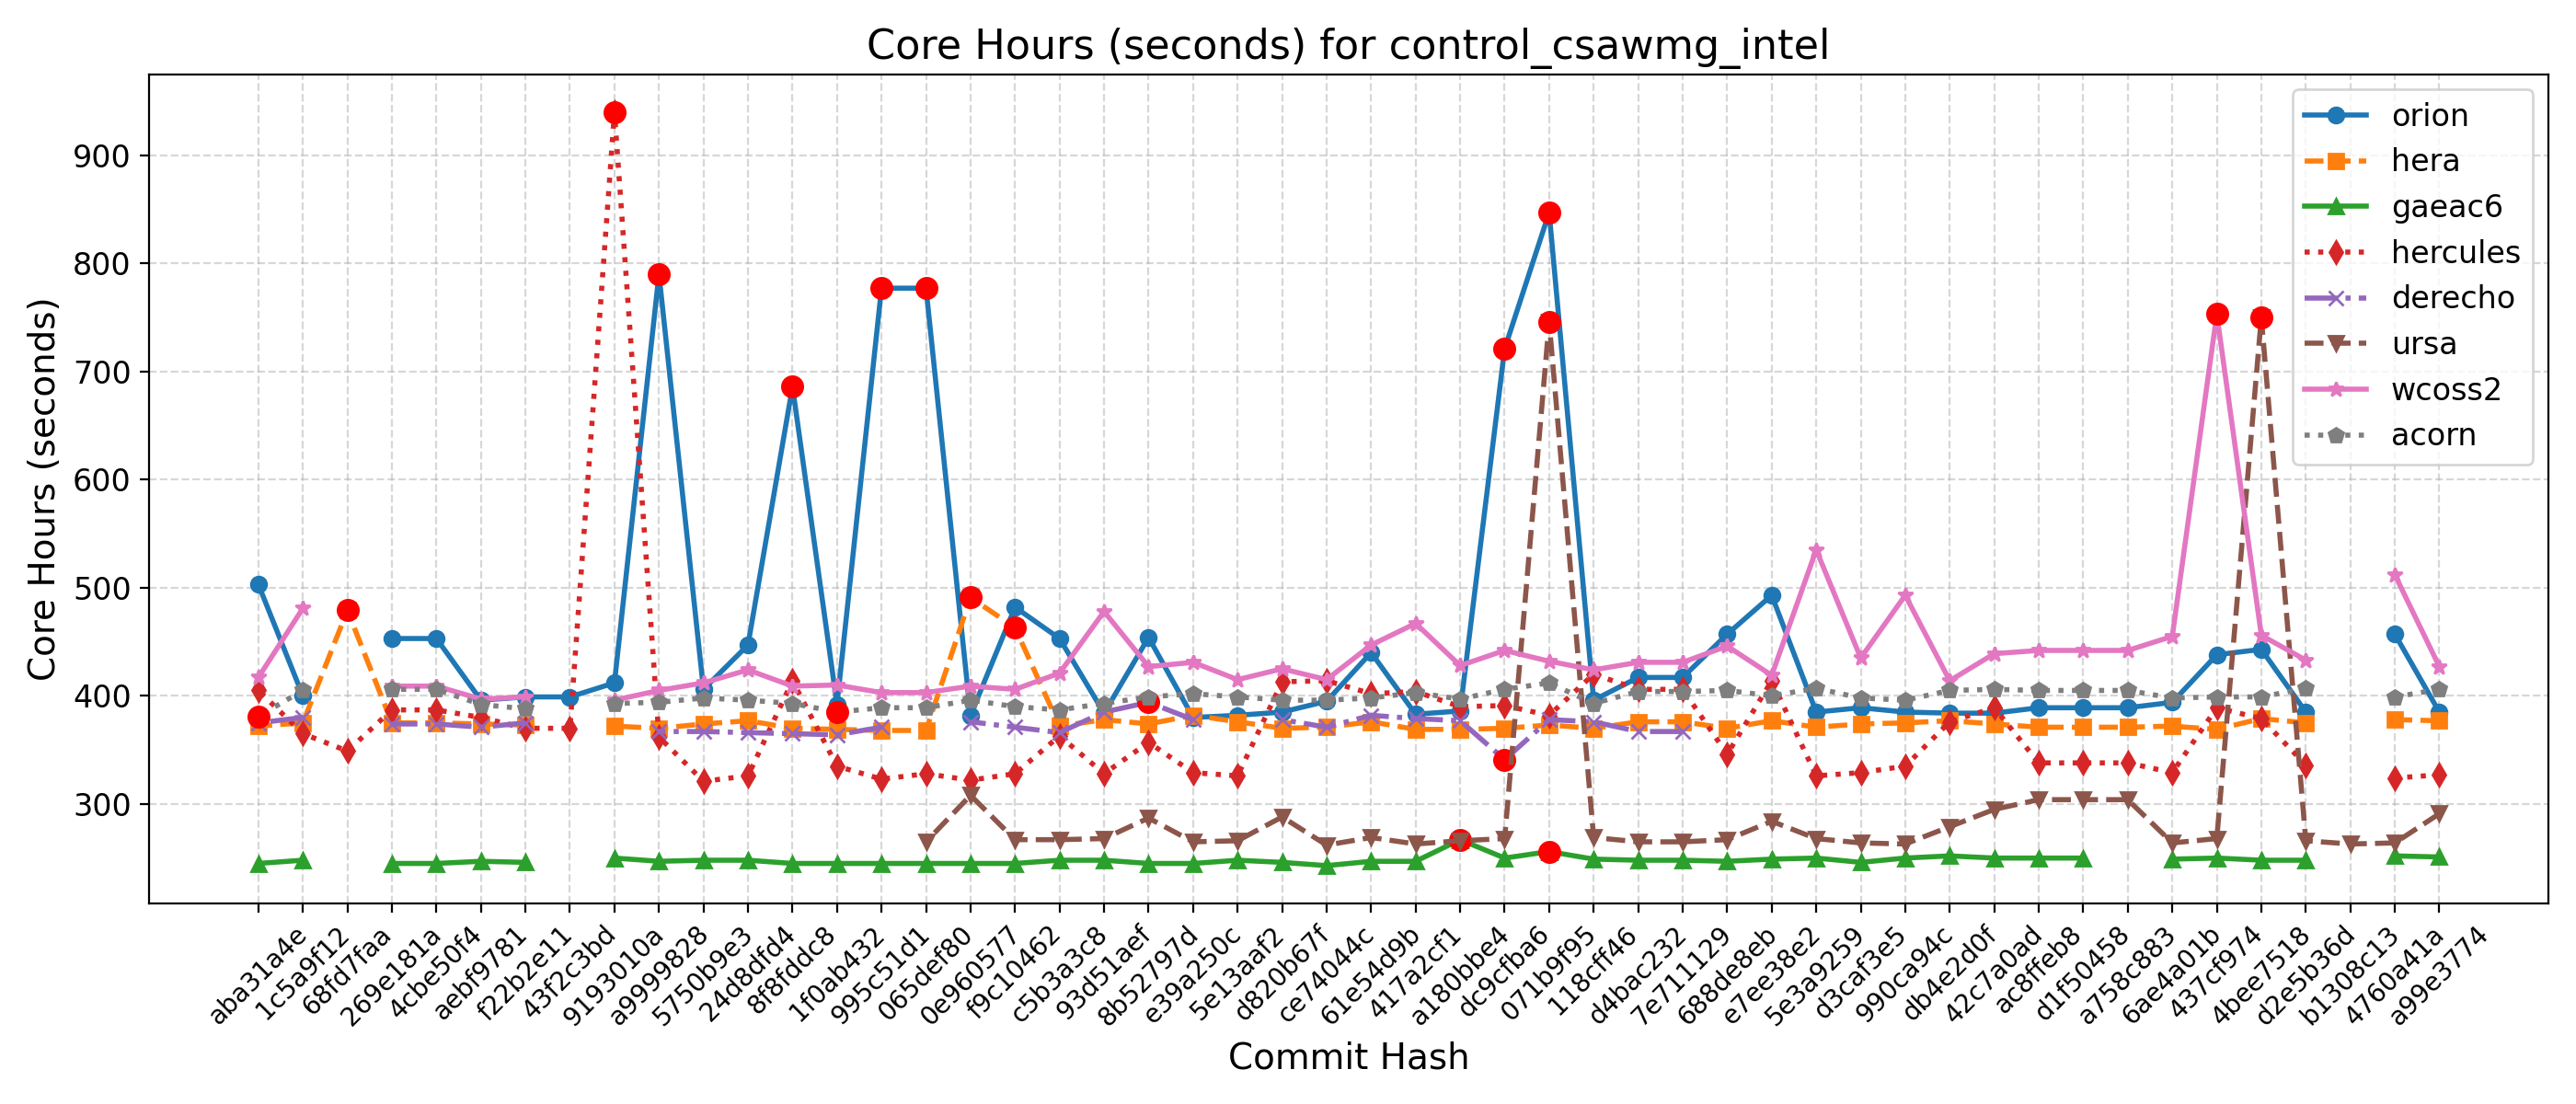 Core Hours (seconds) for control_csawmg_intel
Core Hours (seconds)
900
800
700
600
500
400
300
orion
hera
gaeac6
hercules
derecho
ursa
wcoss2
acorn
aba31a4e
1c5a9f12
68fd7faa
269e181a
4cbe50f4
aebf9781
f22b2e11
43f2c3bd
9193010a
a9999828
5750b9e3
24d8dfd4
8f8fddc8
1f0ab432
995c51d1
065def80
0e960577
f9c10462
c5b3a3c8
93d51aef
8b52797d
e39a250c
5e13aaf2
d820b67f
ce74044c
61e54d9b
417a2cf1
a180bbe4
dc9cfba6
071b9f95
118cff46
d4bac232
7e711129
688de8eb
e7ee38e2
5e3a9259
d3caf3e5
990ca94c
db4e2d0f
42c7a0ad
ac8ffeb8
d1f50458
a758c883
6ae4a01b
437cf974
4bee7518
d2e5b36d
b1308c13
4760a41a
a99e3774
Commit Hash